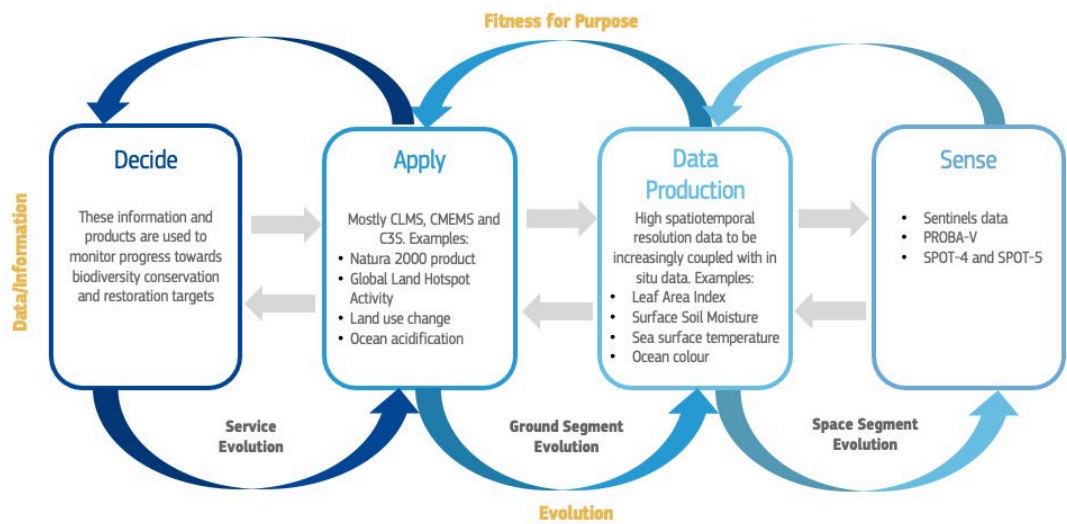 Fitness for Purpose
Data/Information
Decide
These information and
products are used to
monitor progress towards
biodiversity conservation
and restoration targets
Apply
Mostly CLMS, CMEMS and
C3S. Examples:
• Natura 2000 product
• Global Land Hotspot
Activity
• Land use change
• Ocean acidification
Data
Production
High spatiotemporal
resolution data to be
increasingly coupled with in
situ data. Examples:
• Leaf Area Index
• Surface Soil Moisture
• Sea surface temperature
• Ocean colour
Sense
• Sentinels data
• PROBA-V
• SPOT-4 and SPOT-5
Service
Evolution
Ground Segment
Evolution
Space Segment
Evolution
Evolution